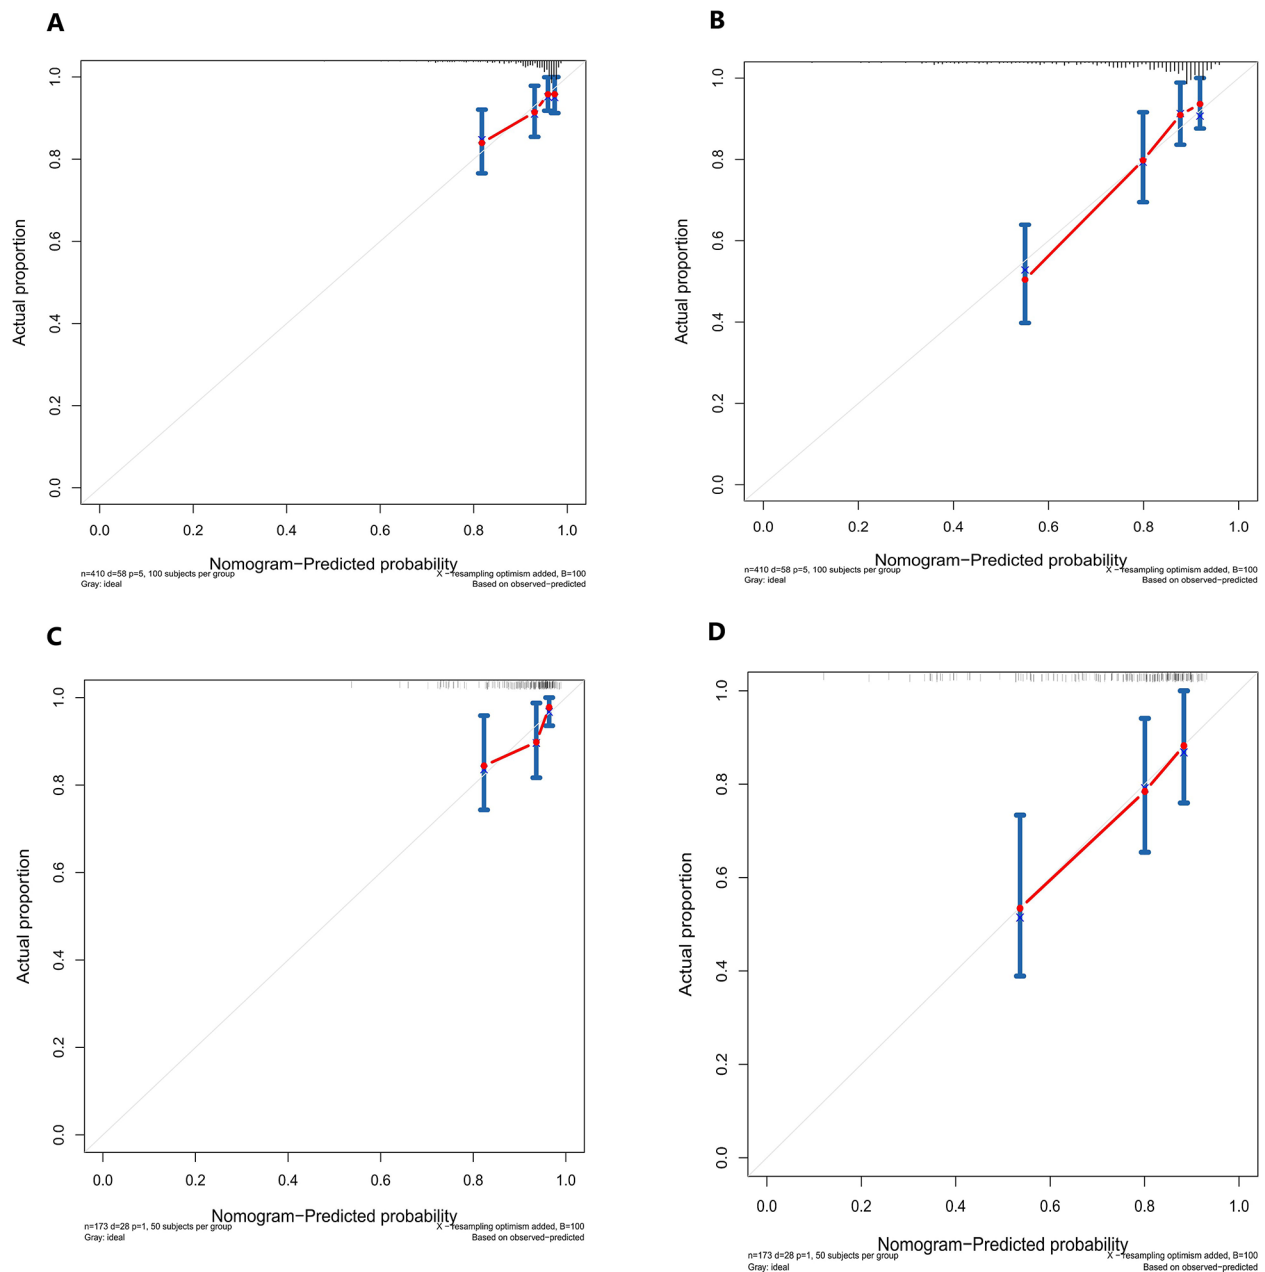 A
Actual proportion
1.0
0.8
0.6
0.4
0.2
0.0
0.0 0.2 0.4 0.6 0.8 1.0
Nomogram−Predicted probability
n=410 d=58 p=5, 100 subjects per group
Gray: ideal
X − resampling optimism added, B=100
Based on observed−predicted
B
Actual proportion
1.0
0.8
0.6
0.4
0.2
0.0
0.0 0.2 0.4 0.6 0.8 1.0
Nomogram−Predicted probability
n=410 d=58 p=5, 100 subjects per group
Gray: ideal
X − resampling optimism added, B=100
Based on observed−predicted
C
Actual proportion
1.0
0.8
0.6
0.4
0.2
0.0
0.0 0.2 0.4 0.6 0.8 1.0
Nomogram−Predicted probability
n=173 d=28 p=1, 50 subjects per group
Gray: ideal
X − resampling optimism added, B=100
Based on observed−predicted
D
Actual proportion
1.0
0.8
0.6
0.4
0.2
0.0
0.0 0.2 0.4 0.6 0.8 1.0
Nomogram−Predicted probability
n=173 d=28 p=1, 50 subjects per group
Gray: ideal
X − resampling optimism added, B=100
Based on observed−predicted